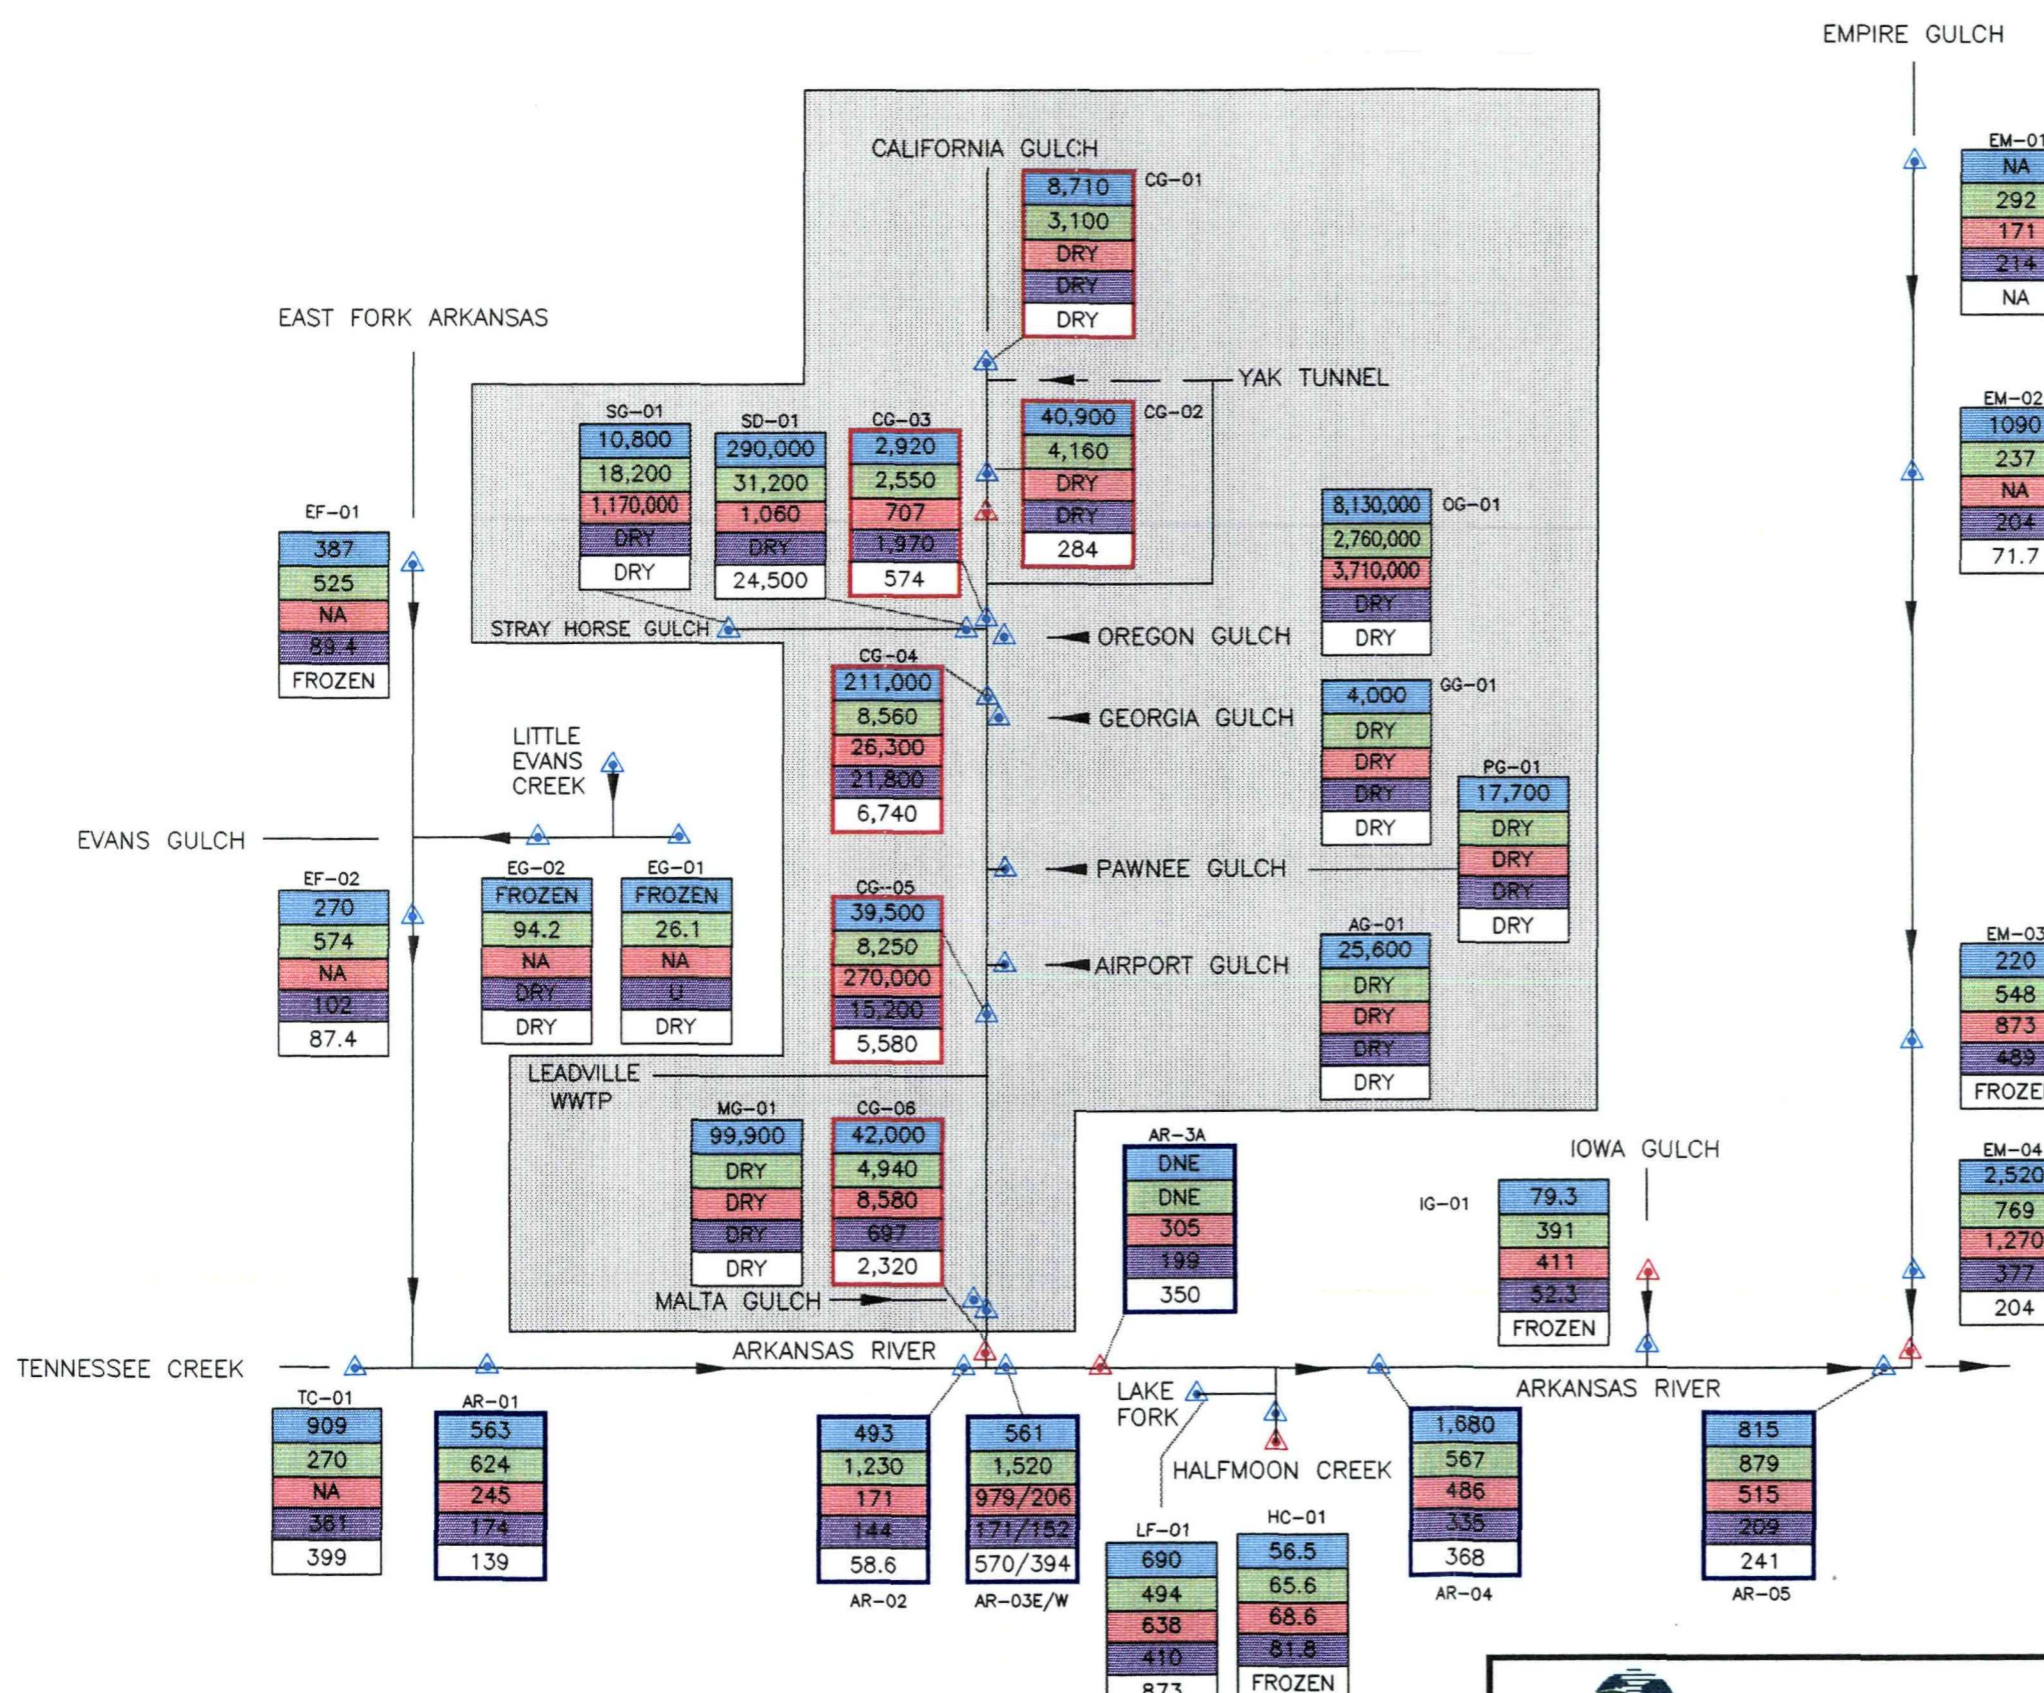 EMPIRE GULCH
CALIFORNIA GULCH
CG-01
8,710
3,100
DRY
DRY
DRY
EM-01
NA
292
171
214
NA
EAST FORK ARKANSAS
YAK TUNNEL
CG-02
40,900
4,160
DRY
DRY
284
SG-01
10,800
18,200
1,170,000
DRY
DRY
SD-01
290,000
31,200
1,060
DRY
24,500
CG-03
2,920
2,550
707
1,970
574
EM-02
1090
237
NA
204
71.7
OG-01
8,130,000
2,760,000
3,710,000
DRY
DRY
EF-01
387
525
NA
89.4
FROZEN
STRAY HORSE GULCH
OREGON GULCH
CG-04
211,000
8,560
26,300
21,800
6,740
GEORGIA GULCH
GG-01
4,000
DRY
DRY
DRY
DRY
LITTLE
EVANS
CREEK
PG-01
17,700
DRY
DRY
DRY
DRY
EVANS GULCH
PAWNEE GULCH
EF-02
270
574
NA
102
87.4
EG-02
FROZEN
94.2
NA
DRY
DRY
EG-01
FROZEN
26.1
NA
U
DRY
CG-05
39,500
8,250
270,000
15,200
5,580
AIRPORT GULCH
AG-01
25,600
DRY
DRY
DRY
DRY
EM-03
220
548
873
489
FROZE
LEADVILLE
WWTP
MG-01
99,900
DRY
DRY
DRY
DRY
CG-06
42,000
4,940
8,580
697
2,320
AR-3A
DNE
DNE
305
199
350
IOWA GULCH
IG-01
79.3
391
411
52.3
FROZEN
EM-04
2,520
769
1,270
377
204
MALTA GULCH
ARKANSAS RIVER
TENNESSEE CREEK
ARKANSAS RIVER
LAKE
FORK
HALFMOON CREEK
TC-01
909
270
NA
361
399
AR-01
563
624
245
174
139
493
1,230
171
144
58.6
AR-02
561
1,520
979/206
171/152
570/394
AR-03E/W
LF-01
690
494
638
410
873
HC-01
56.5
65.6
68.6
81.8
FROZEN
1,680
567
486
335
368
AR-04
815
879
515
209
241
AR-05